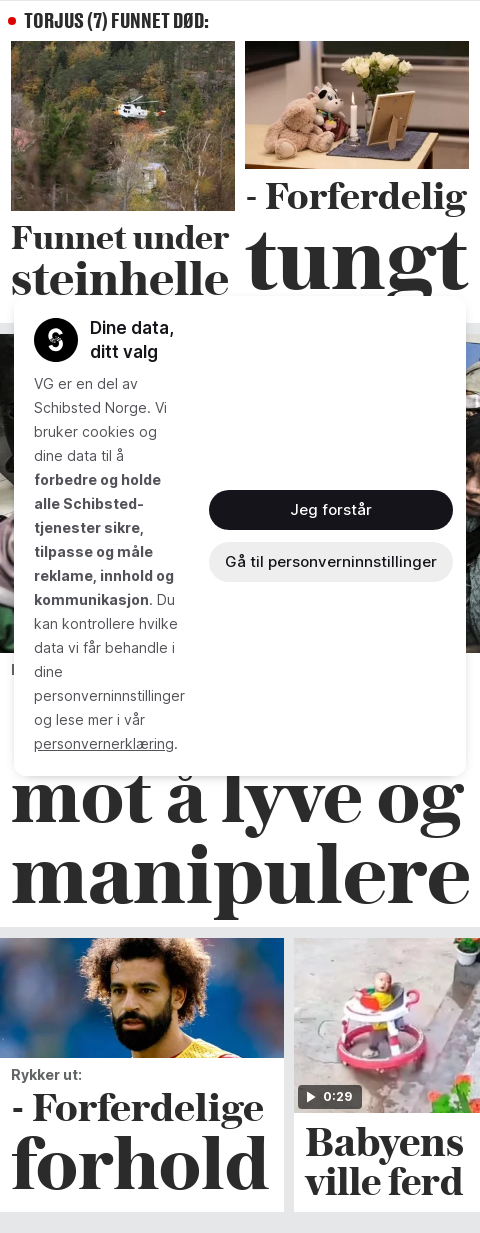 TORJUS (7) FUNNET DØD:
Funnet under
steinhelle
- Forferdelig
tungt
Dine data,
ditt valg
VG er en del av
Schibsted Norge. Vi
bruker cookies og
dine data til å
forbedre og holde
alle Schibsted-
tjenester sikre,
tilpasse og måle
reklame, innhold og
kommunikasjon. Du
kan kontrollere hvilke
data vi får behandle i
dine
personverninnstillinger
og lese mer i vår
personvernerklæring.
Jeg forstår
Gå til personverninnstillinger
mot å lyve og
manipulere
Rykker ut:
- Forferdelige
forhold
0:29
Babyens
ville ferd